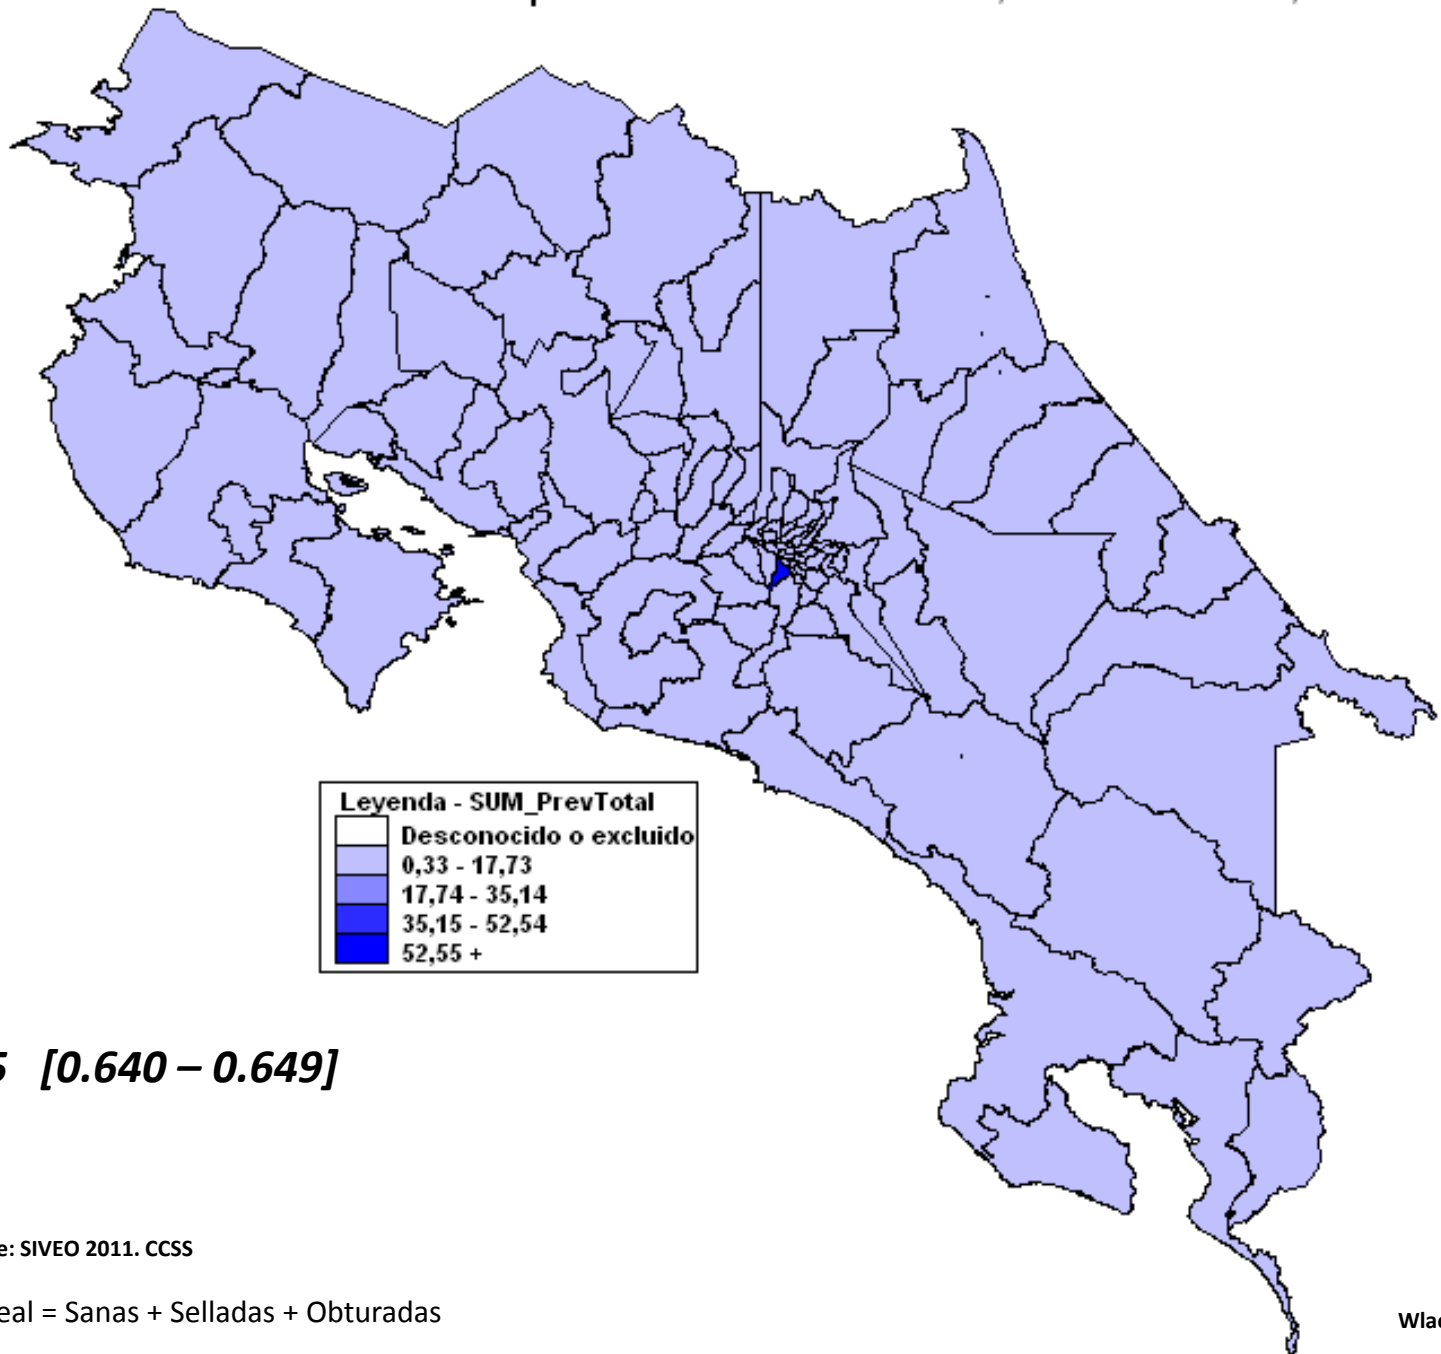 Leyenda - SUM_PrevTotal
Desconocido o excluido
0,33 - 17,73
17,74 - 35,14
35,15 - 52,54
52,55 +
[0.640 – 0.649]
e: SIVEO 2011. CCSS
eal = Sanas + Selladas + Obturadas